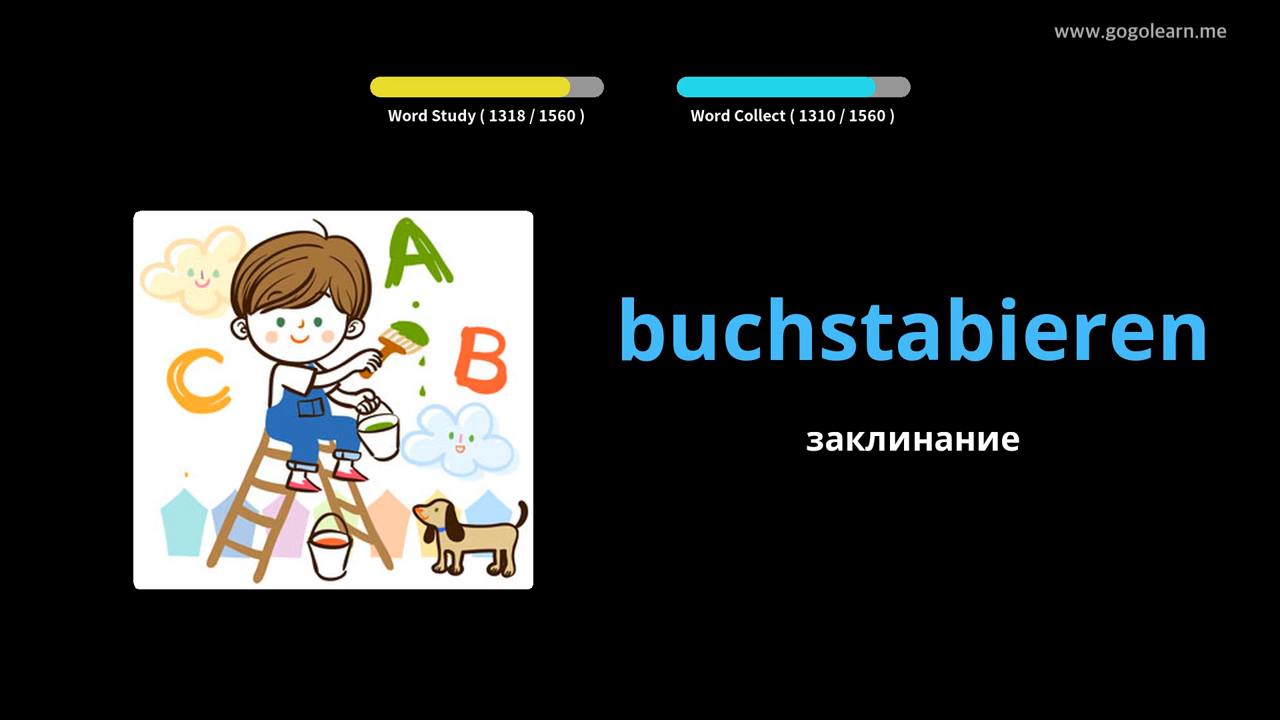 www.gogolearn.me
Word Study ( 1318 / 1560 )
Word Collect ( 1310 / 1560 )
A
B
C
buchstabieren
заклинание